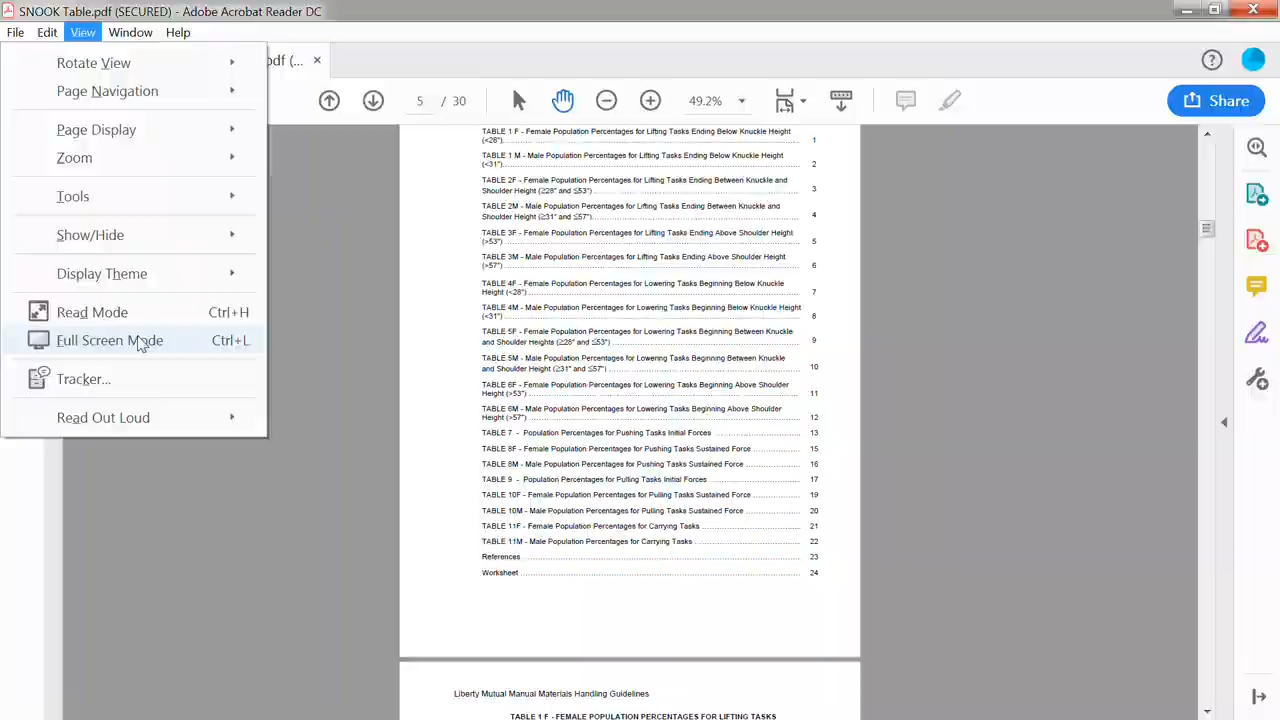 SNOOK Table.pdf (SECURED) - Adobe Acrobat Reader DC
File Edit View Window Help
pdf (... ×
5 / 30
49.2%
Share
Rotate View
Page Navigation
Page Display
Zoom
Tools
Show/Hide
Display Theme
Read Mode Ctrl+H
Full Screen Mode Ctrl+L
Tracker...
Read Out Loud
TABLE 1 F - Female Population Percentages for Lifting Tasks Ending Below Knuckle Height
(<28")... 1
TABLE 1 M - Male Population Percentages for Lifting Tasks Ending Below Knuckle Height
(<31")... 2
TABLE 2F - Female Population Percentages for Lifting Tasks Ending Between Knuckle and
Shoulder Height (≥28" and ≤53") ... 3
TABLE 2M - Male Population Percentages for Lifting Tasks Ending Between Knuckle and
Shoulder Height (≥31" and ≤57")... 4
TABLE 3F - Female Population Percentages for Lifting Tasks Ending Above Shoulder Height
(>53")... 5
TABLE 3M - Male Population Percentages for Lifting Tasks Ending Above Shoulder Height
(>57")... 6
TABLE 4F - Female Population Percentages for Lowering Tasks Beginning Below Knuckle
Height (<28") ... 7
TABLE 4M - Male Population Percentages for Lowering Tasks Beginning Below Knuckle Height
(<31") ... 8
TABLE 5F - Female Population Percentages for Lowering Tasks Beginning Between Knuckle
and Shoulder Heights (≥28" and ≤53") ... 9
TABLE 5M - Male Population Percentages for Lowering Tasks Beginning Between Knuckle
and Shoulder Heights (≥31" and ≤57") ... 10
TABLE 6F - Female Population Percentages for Lowering Tasks Beginning Above Shoulder
Height (>53") ... 11
TABLE 6M - Male Population Percentages for Lowering Tasks Beginning Above Shoulder
Height (>57") ... 12
TABLE 7 - Population Percentages for Pushing Tasks Initial Forces ... 13
TABLE 8F - Female Population Percentages for Pushing Task Sustained Force ... 15
TABLE 8M - Male Population Percentages for Pushing Task Sustained Force ... 16
TABLE 9 - Population Percentages for Pulling Tasks Initial Forces ... 17
TABLE 10F - Female Population Percentages for Pulling Tasks Sustained Force ... 19
TABLE 10M - Male Population Percentages for Pulling Tasks Sustained Force ... 20
TABLE 11F - Female Population Percentages for Carrying Tasks ... 21
TABLE 11M - Male Population Percentages for Carrying Tasks ... 22
References ... 23
Worksheet ... 24
Liberty Mutual Manual Materials Handling Guidelines
TABLE 1 F - FEMALE POPULATION PERCENTAGES FOR LIFTING TASKS